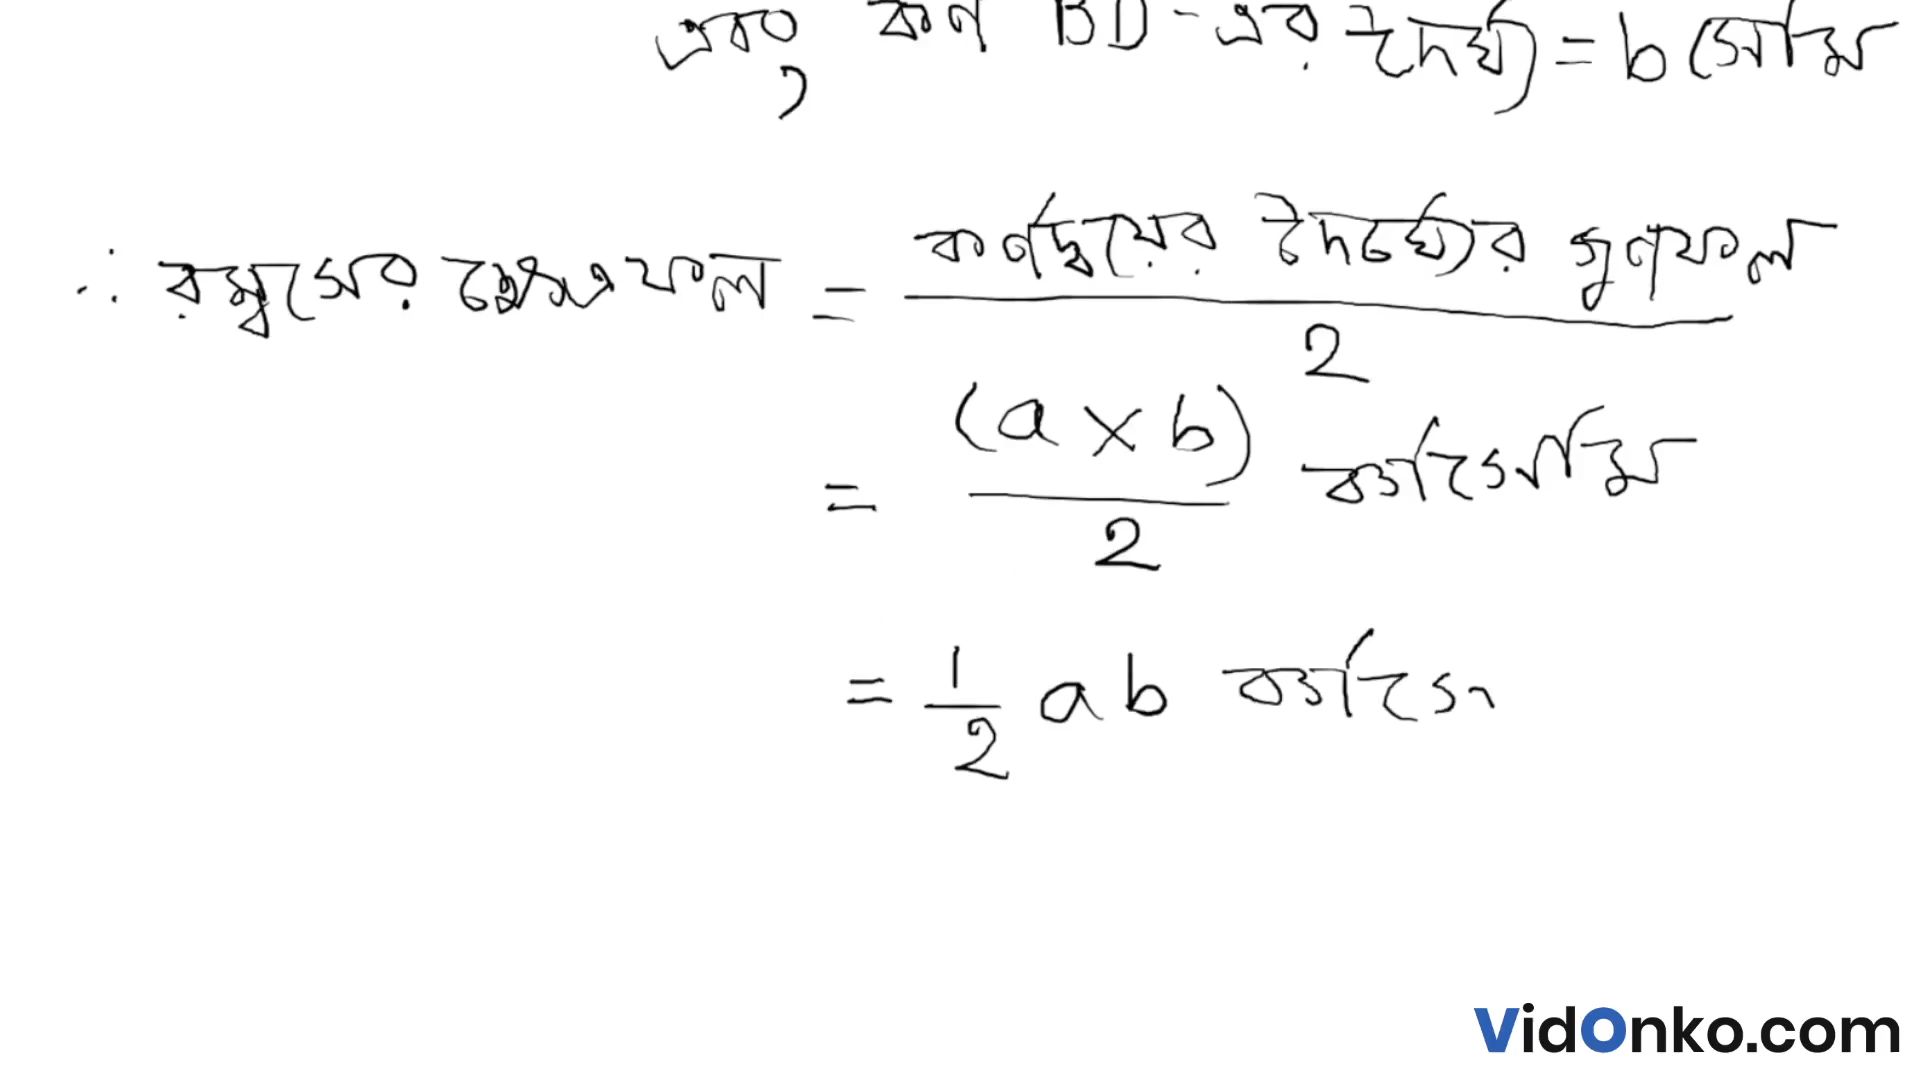 এবং, কর্ণ BD-এর দৈর্ঘ্য = b সেমি
∴ রম্বসের ক্ষেত্রফল = কর্ণদ্বয়ের দৈর্ঘ্যের গুণফল / 2
= (a × b) / 2 বর্গসেমি
= 1/2 ab বর্গসে
VidOnko.com